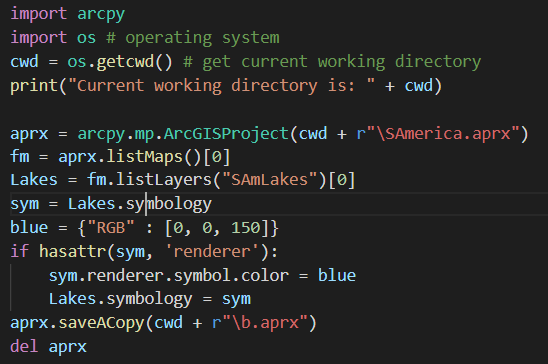 import arcpy
import os # operating system
cwd = os.getcwd() # get current working directory
print("Current working directory is: " + cwd)
aprx = arcpy.mp.ArcGISProject(cwd + r"\SAmerica.aprx")
fm = aprx.listMaps()[0]
Lakes = fm.listLayers("SAmLakes")[0]
sym = Lakes.symbology
blue = {"RGB" : [0, 0, 150]}
if hasattr(sym, 'renderer'):
    sym.renderer.symbol.color = blue
    Lakes.symbology = sym
aprx.saveACopy(cwd + r"\b.aprx")
del aprx